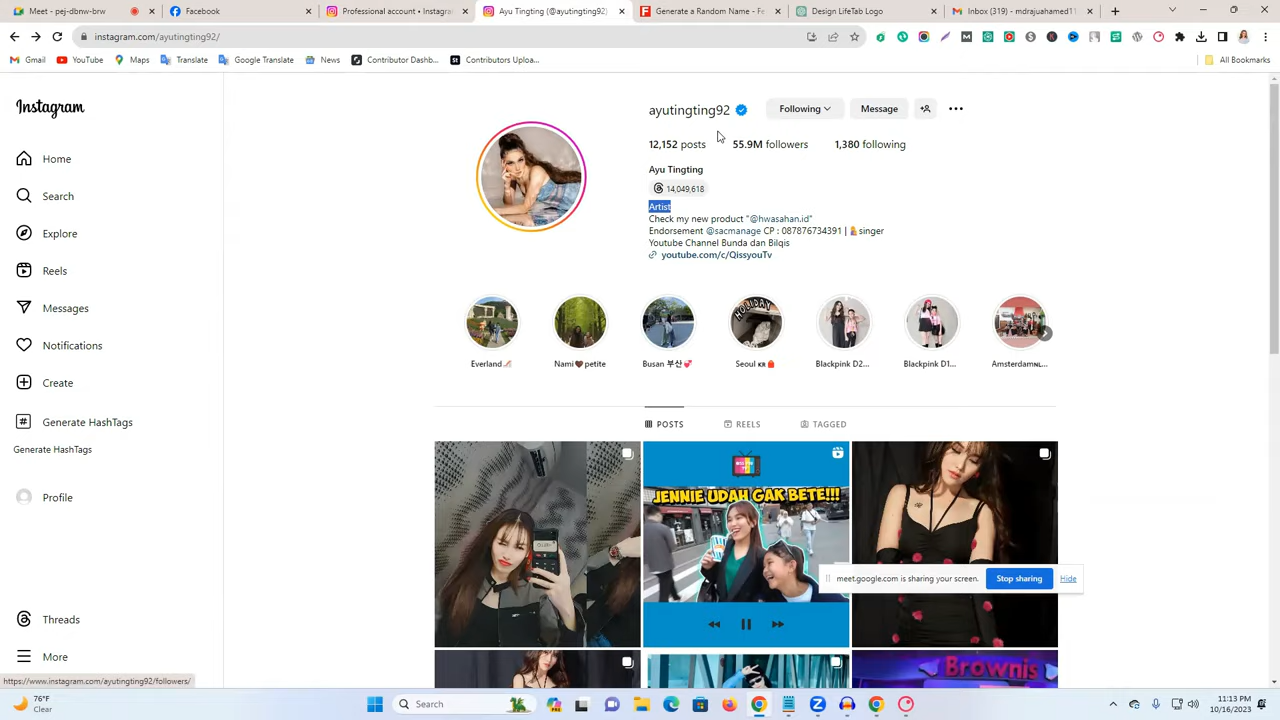 Meet - pejd-bnew-brw
Facebook
Professional account • Instagram
Ayu Tingting (@ayutingting92)
Generate a Random Name - F
Design LifeTab Logo
Gmail - Inbox (319) - mdrajuahamed11
instagram.com/ayutingting92/
Gmail
YouTube
Maps
Translate
Google Translate
News
Contributor Dashb...
Contributors Uploa...
All Bookmarks
Instagram
Home
Search
Explore
Reels
Messages
Notifications
Create
Generate HashTags
Generate HashTags
Profile
Threads
More
ayutingting92
Following
Message
12,152 posts 55.9M followers 1,380 following
Ayu Tingting
14,049,618
Artist
Check my new product "@hwasahan.id"
Endorsement @sacmanage CP : 087876734391 | 👩‍🎤singer
Youtube Channel Bunda dan Bilqis
youtube.com/c/QissyouTv
HOLIDAY
Everland
Nami🖤petite
Busan 부산💞
Seoul 🇰🇷
Blackpink D2...
Blackpink D1...
Amsterdam🇳🇱...
POSTS
REELS
TAGGED
JENNIE UDAH GAK BETE!!!
meet.google.com is sharing your screen.
Stop sharing
Hide
Brownis
https://www.instagram.com/ayutingting92/followers/
76°F
Clear
Search
11:13 PM
10/16/2023